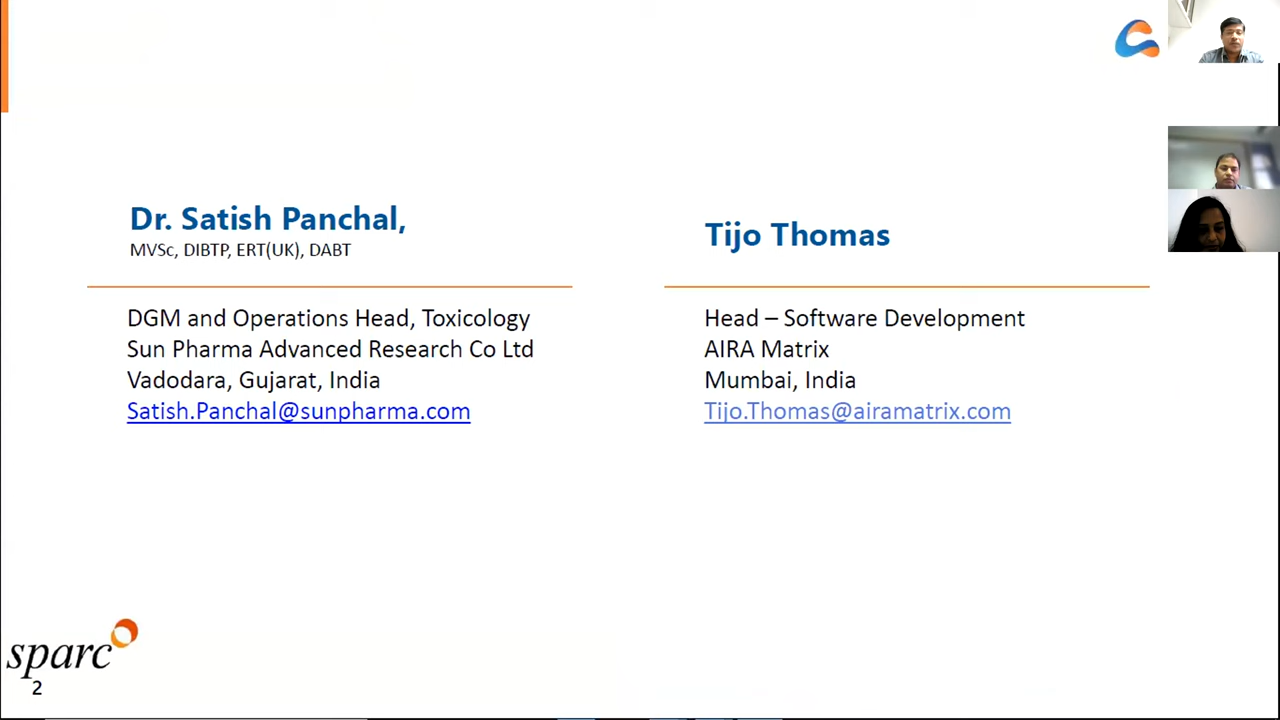 Dr. Satish Panchal,
MVSc, DIBTP, ERT(UK), DABT
DGM and Operations Head, Toxicology
Sun Pharma Advanced Research Co Ltd
Vadodara, Gujarat, India
Satish.Panchal@sunpharma.com
Tijo Thomas
Head – Software Development
AIRA Matrix
Mumbai, India
Tijo.Thomas@airamatrix.com
sparc
2